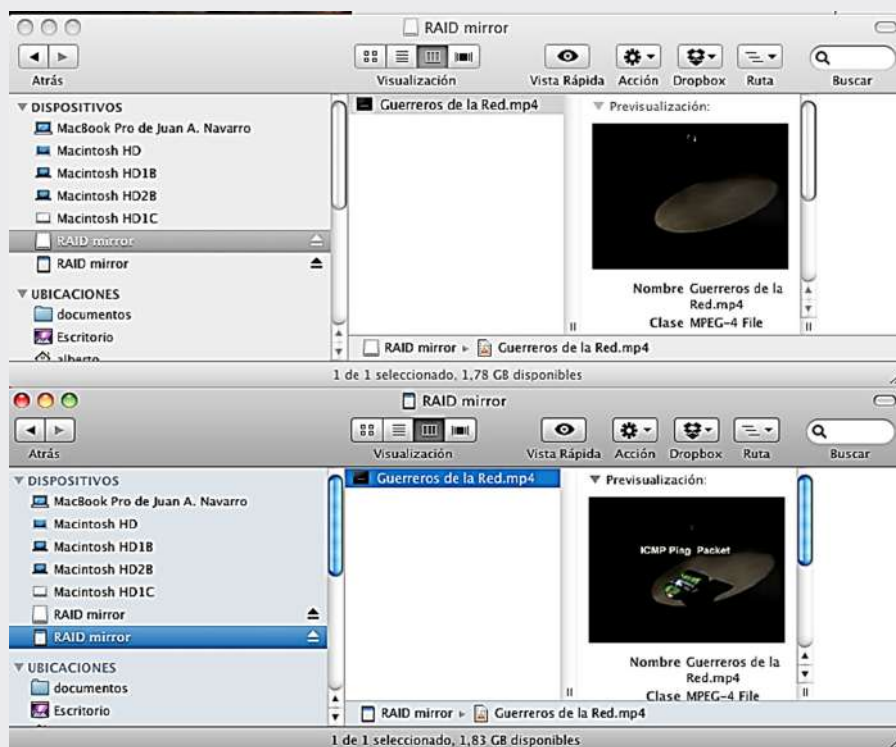 RAID mirror
Atrás
Visualización
Vista Rápida
Acción
Dropbox
Ruta
Buscar
DISPOSITIVOS
MacBook Pro de Juan A. Navarro
Macintosh HD
Macintosh HD1B
Macintosh HD2B
Macintosh HD1C
RAID mirror
RAID mirror
UBICACIONES
documentos
Escritorio
alberto
Guerreros de la Red.mp4
Previsualización:
Nombre Guerreros de la
Red.mp4
Clase MPEG-4 File
RAID mirror ▸ Guerreros de la Red.mp4
1 de 1 seleccionado, 1,78 GB disponibles
RAID mirror
Atrás
Visualización
Vista Rápida
Acción
Dropbox
Ruta
Buscar
DISPOSITIVOS
MacBook Pro de Juan A. Navarro
Macintosh HD
Macintosh HD1B
Macintosh HD2B
Macintosh HD1C
RAID mirror
RAID mirror
UBICACIONES
documentos
Escritorio
Guerreros de la Red.mp4
Previsualización:
ICMP Ping Packet
Nombre Guerreros de la
Red.mp4
Clase MPEG-4 File
RAID mirror ▸ Guerreros de la Red.mp4
1 de 1 seleccionado, 1,83 GB disponibles